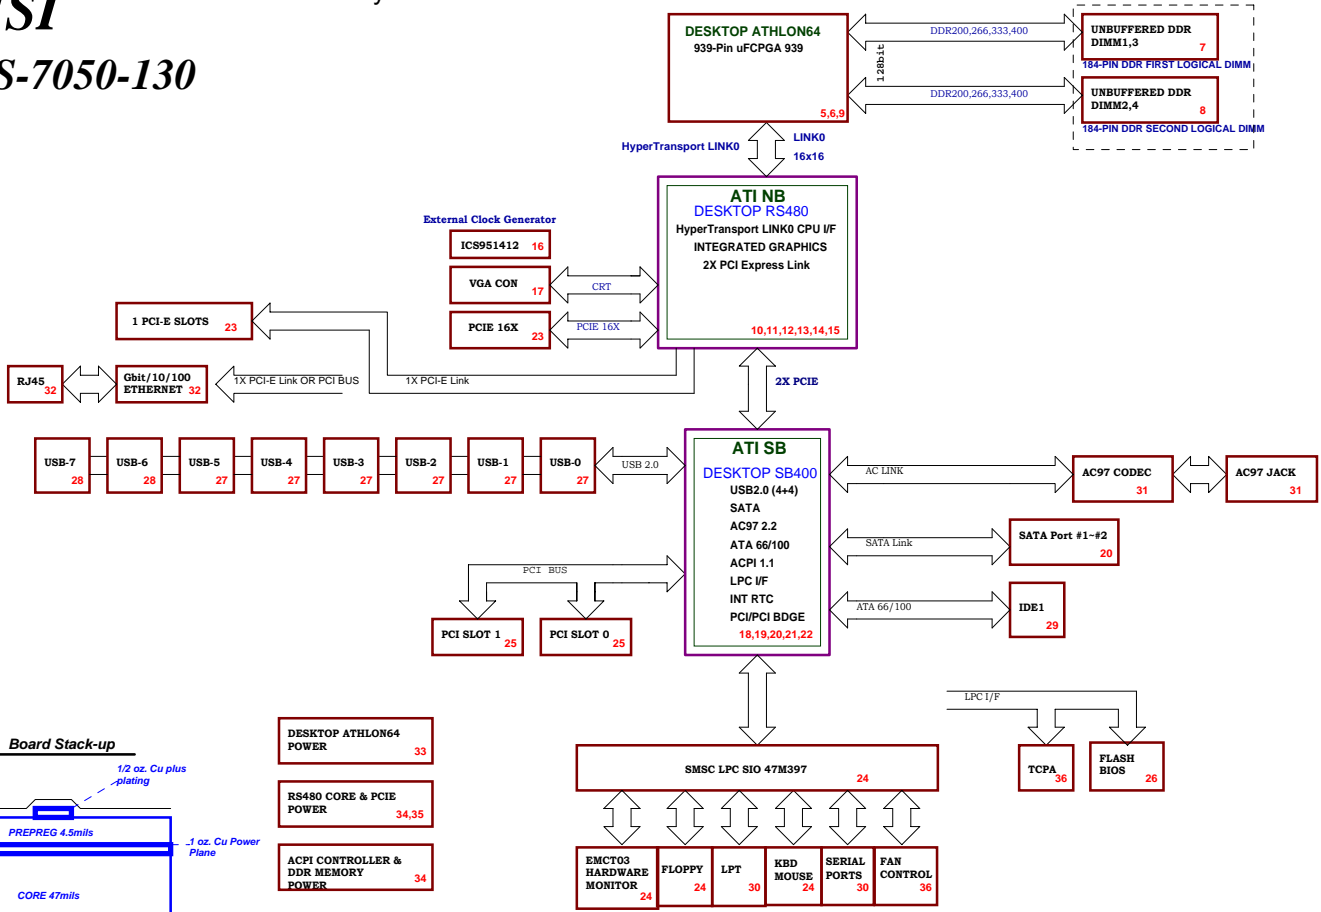 SI
S-7050-130
DESKTOP ATHLON64
939-Pin uFCPGA 939
5,6,9
128bit
DDR200,266,333,400
UNBUFFERED DDR
DIMM1,3
7
184-PIN DDR FIRST LOGICAL DIMM
DDR200,266,333,400
UNBUFFERED DDR
DIMM2,4
8
184-PIN DDR SECOND LOGICAL DIMM
HyperTransport LINK0
LINK0
16x16
ATI NB
DESKTOP RS480
HyperTransport LINK0 CPU I/F
INTEGRATED GRAPHICS
2X PCI Express Link
10,11,12,13,14,15
External Clock Generator
ICS951412 16
VGA CON
17
CRT
PCIE 16X
23
PCIE 16X
1 PCI-E SLOTS
23
RJ45
32
Gbit/10/100
ETHERNET 32
1X PCI-E Link OR PCI BUS
1X PCI-E Link
2X PCIE
USB-7
28
USB-6
28
USB-5
27
USB-4
27
USB-3
27
USB-2
27
USB-1
27
USB-0
27
USB 2.0
ATI SB
DESKTOP SB400
USB2.0 (4+4)
SATA
AC97 2.2
ATA 66/100
ACPI 1.1
LPC I/F
INT RTC
PCI/PCI BDGE
18,19,20,21,22
AC LINK
AC97 CODEC
31
AC97 JACK
31
SATA Link
SATA Port #1~#2
20
ATA 66/100
IDE1
29
PCI BUS
PCI SLOT 1
25
PCI SLOT 0
25
LPC I/F
TCPA
36
FLASH
BIOS
26
SMSC LPC SIO 47M397
24
EMCT03
HARDWARE
MONITOR
24
FLOPPY
24
LPT
30
KBD
MOUSE
24
SERIAL
PORTS
30
FAN
CONTROL
36
DESKTOP ATHLON64
POWER
33
RS480 CORE & PCIE
POWER
34,35
ACPI CONTROLLER &
DDR MEMORY
POWER
34
Board Stack-up
1/2 oz. Cu plus
plating
PREPREG 4.5mils
1 oz. Cu Power
Plane
CORE 47mils